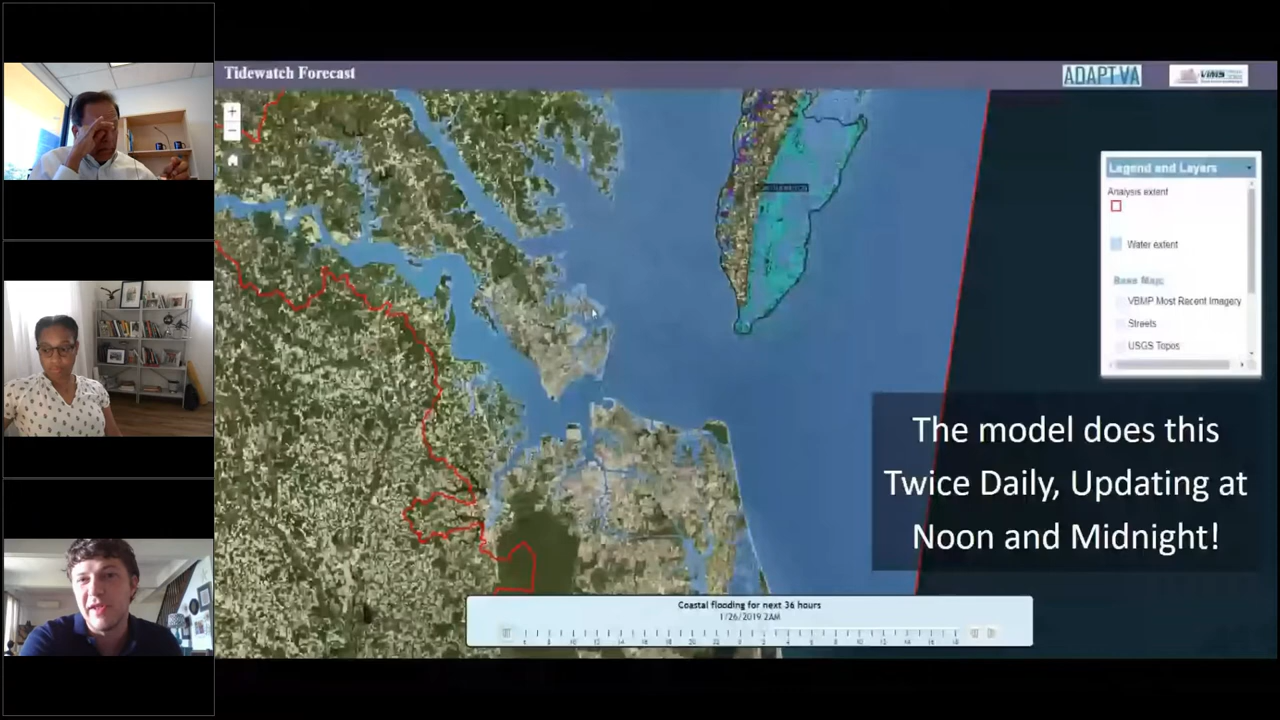 Tidewatch Forecast
ADAPTVA
VIMS
+
Legend and Layers
Analysis extent
Water extent
Base Map:
VBMP Most Recent Imagery
Streets
USGS Topos
The model does this
Twice Daily, Updating at
Noon and Midnight!
Coastal flooding for next 36 hours
1/26/2019 2AM